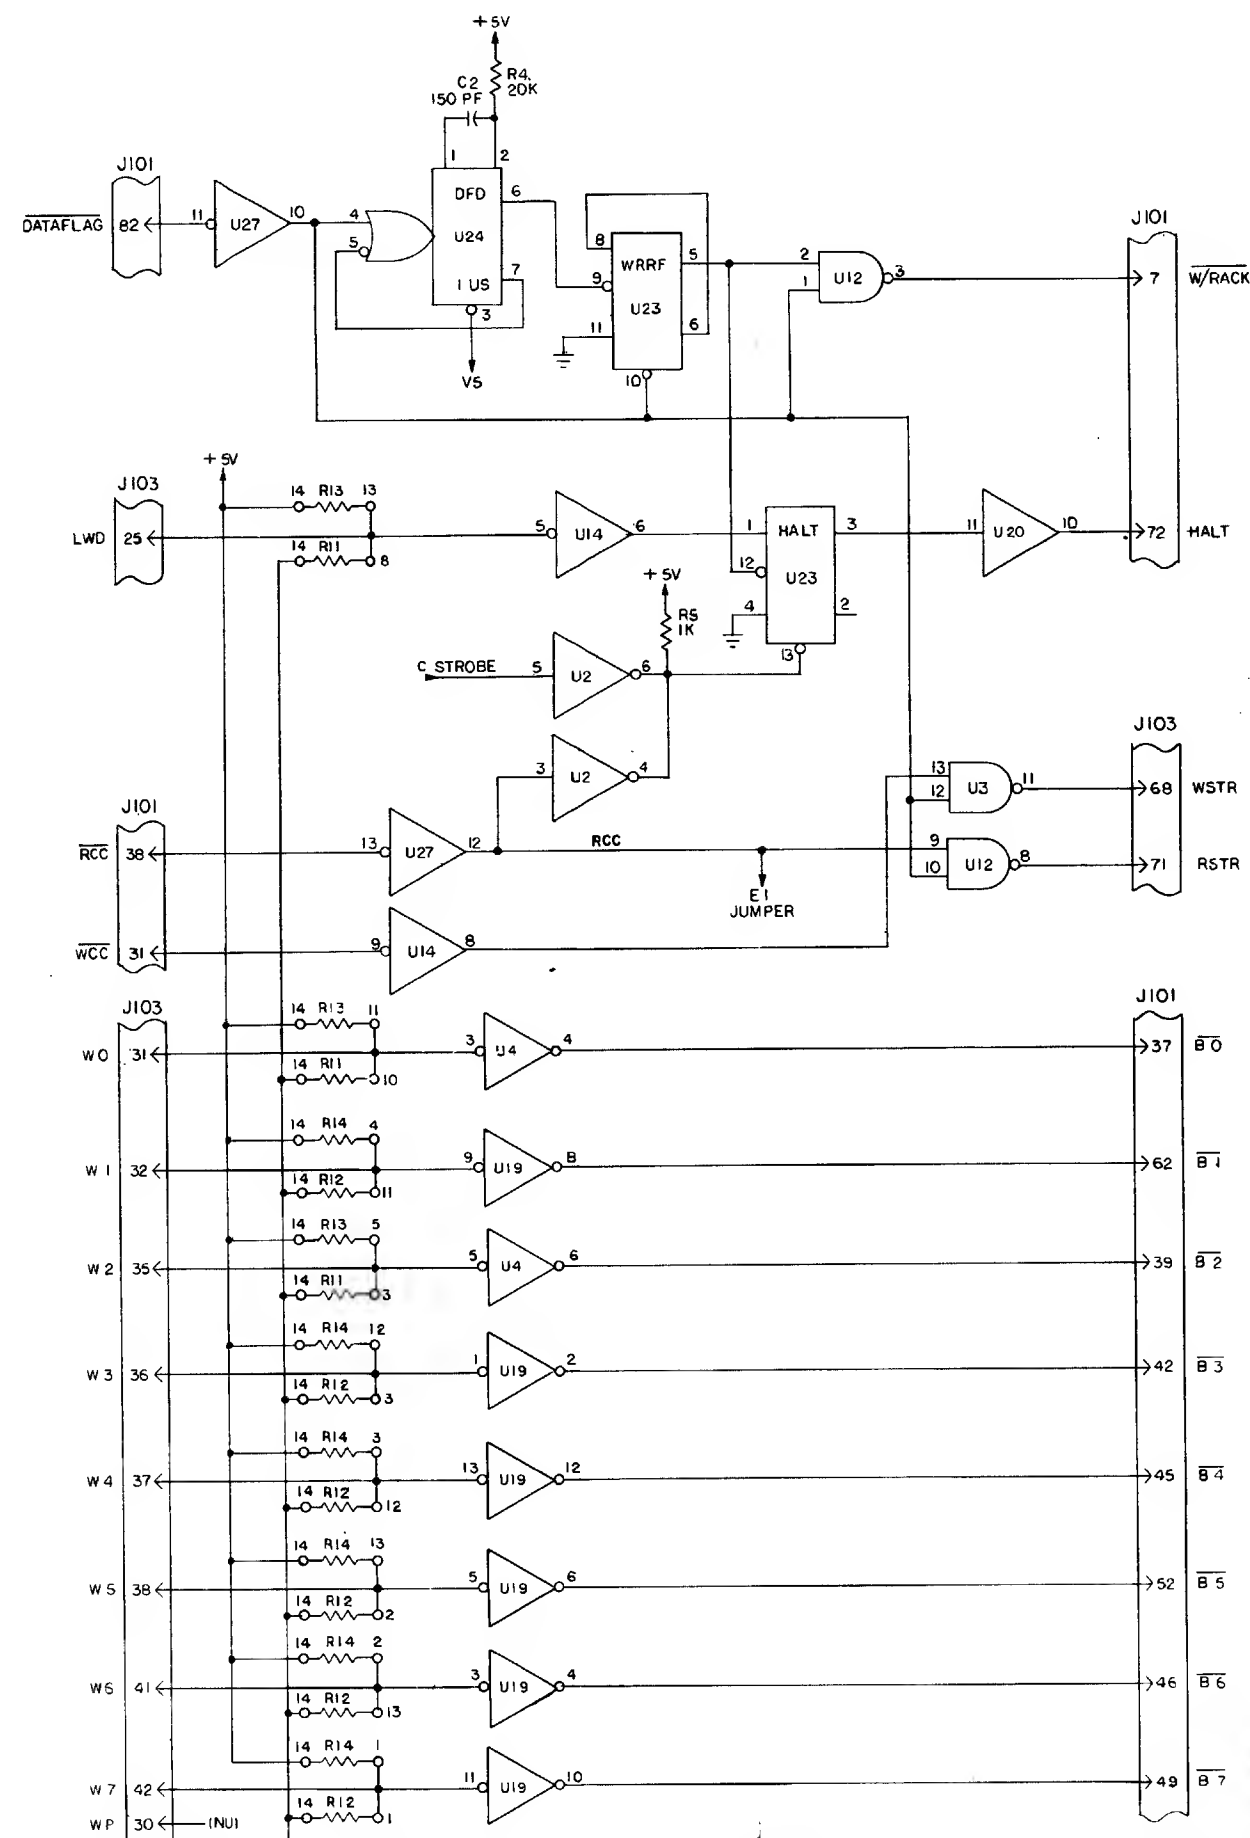 +5V
C2
150 PF
R4.
20K
J101
1
2
DATAFLAG 82 11 U27 10 4 DFD 6
5 U24
1 US 7
3
V5
8 WRRF 5 2 U12 3
9 U23 1
11 6
10
J101
7 W/RACK
+5V
J103
14 R13 13
LWD 25 5 U14 6 1 HALT 3 11 U20 10 72 HALT
14 R11 8
12 U23
+5V
R5
1K
4 2
13
C STROBE 5 U2 6
3 U2 4
J103
13 U3 11 68 WSTR
12
J101
RCC 38 13 U27 12 RCC 9 U12 8 71 RSTR
10
E1
JUMPER
WCC 31 9 U14 8
J103
J101
14 R13 11
W0 31 3 U4 4 37 B0
14 R11 10
14 R14 4
W1 32 9 U19 8 62 B1
14 R12 11
14 R13 5
W2 35 5 U4 6 39 B2
14 R11 3
14 R14 12
W3 36 1 U19 2 42 B3
14 R12 3
14 R14 3
W4 37 13 U19 12 45 B4
14 R12 12
14 R14 13
W5 38 5 U19 6 52 B5
14 R12 2
14 R14 2
W6 41 3 U19 4 46 B6
14 R12 13
14 R14 1
W7 42 11 U19 10 49 B7
14 R12 1
WP 30 (NU)